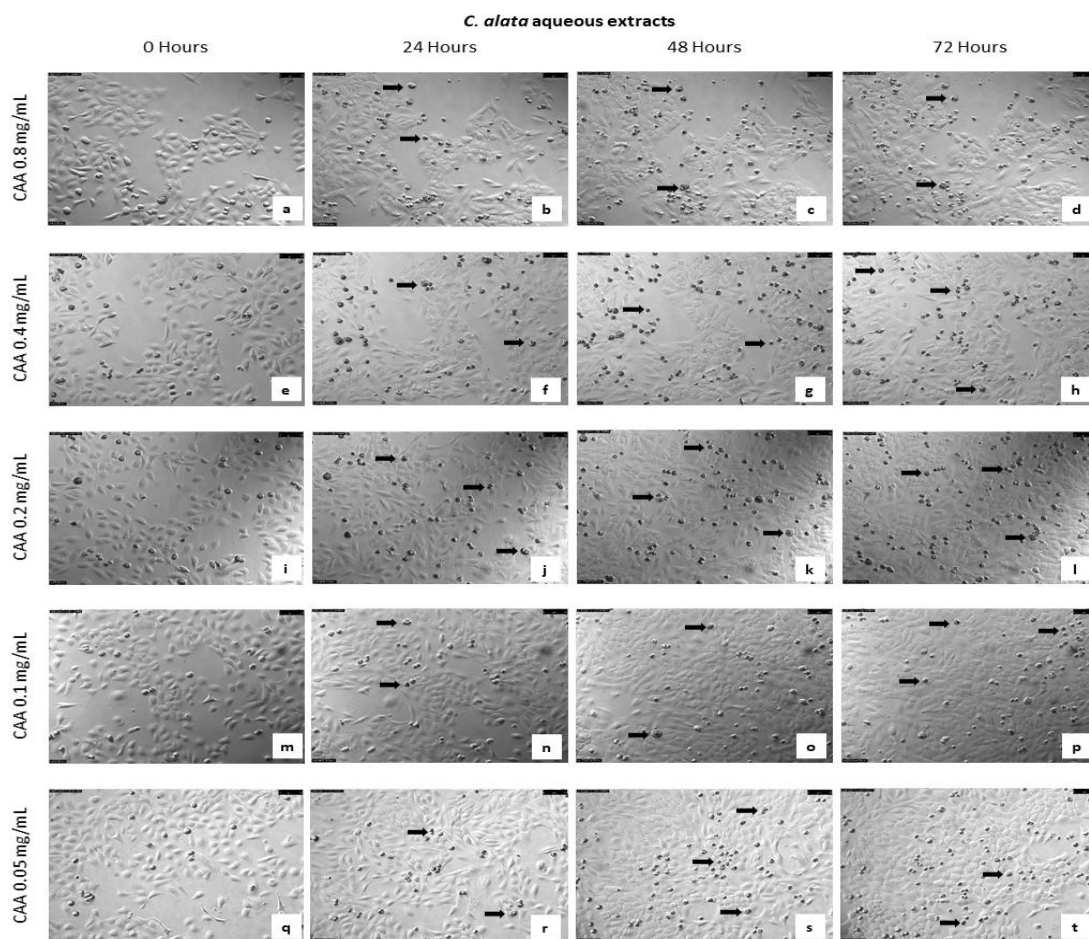 C. alata aqueous extracts
0 Hours 24 Hours 48 Hours 72 Hours
CAA 0.8 mg/mL
a b c d
CAA 0.4 mg/mL
e f g h
CAA 0.2 mg/mL
i j k l
CAA 0.1 mg/mL
m n o p
CAA 0.05 mg/mL
q r s t